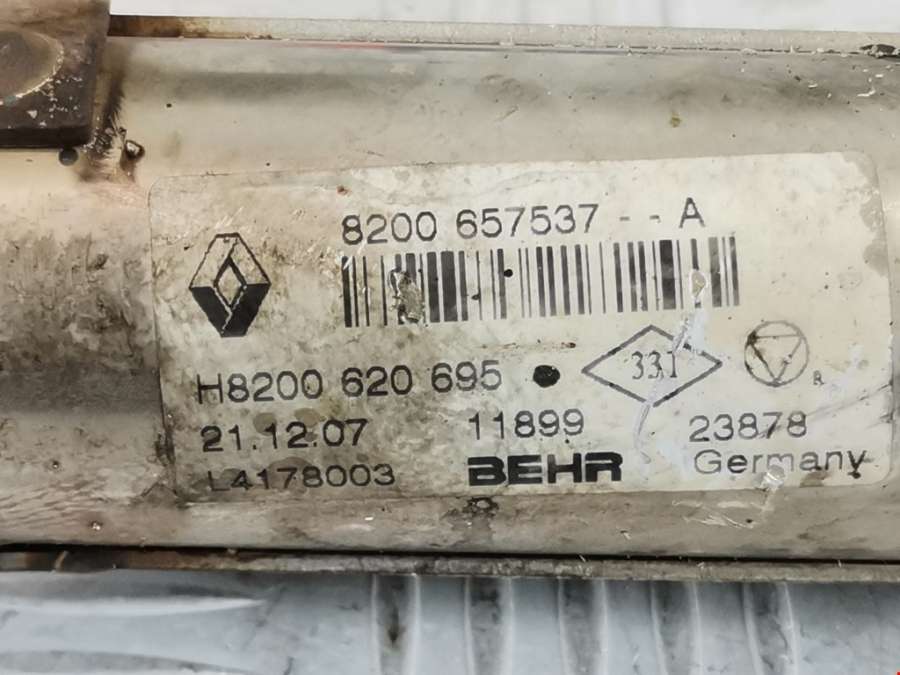 8200 657537 - - A
H8200 620 695 331
21.12.07 11899 23878
L4178003 BEHR Germany
R